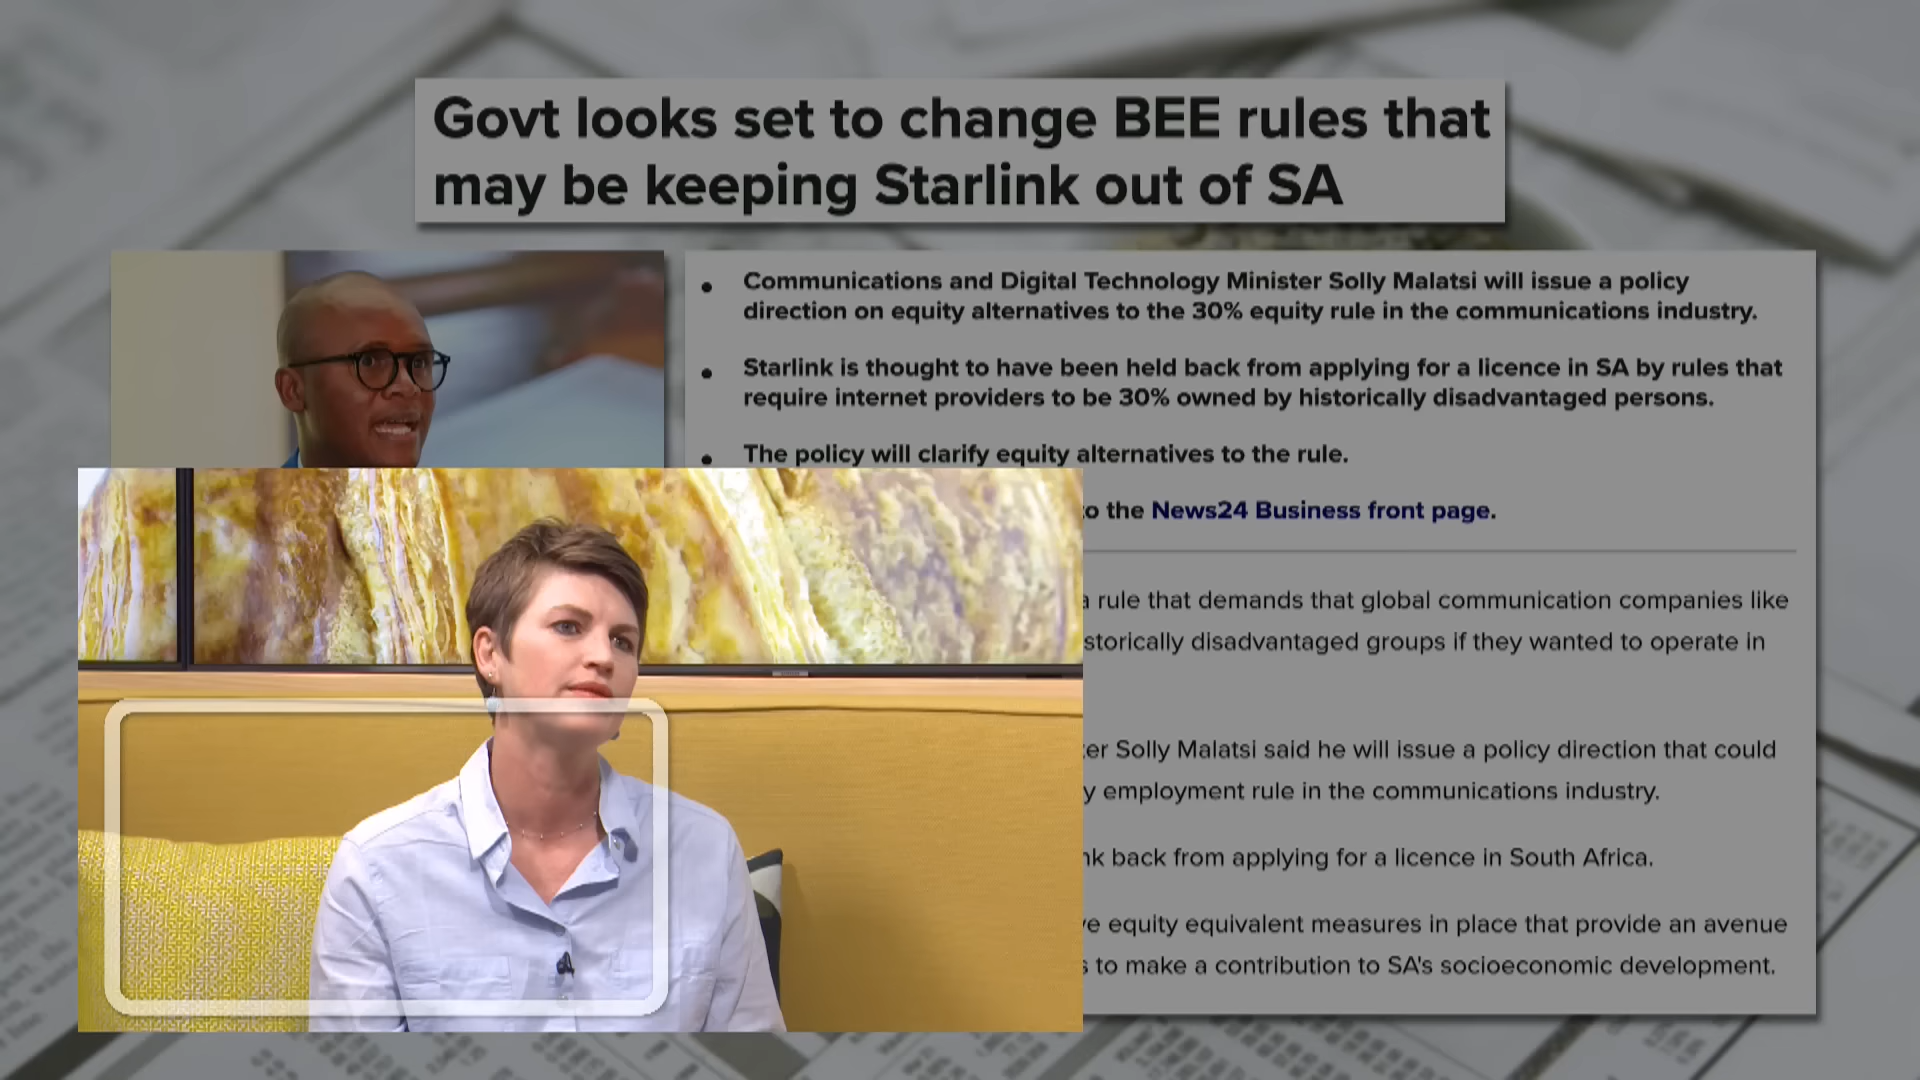 Govt looks set to change BEE rules that
may be keeping Starlink out of SA
Communications and Digital Technology Minister Solly Malatsi will issue a policy
direction on equity alternatives to the 30% equity rule in the communications industry.
Starlink is thought to have been held back from applying for a licence in SA by rules that
require internet providers to be 30% owned by historically disadvantaged persons.
The policy will clarify equity alternatives to the rule.
the News24 Business front page.
rule that demands that global communication companies like
disadvantaged groups if they wanted to operate in
Solly Malatsi said he will issue a policy direction that could
employment rule in the communications industry.
back from applying for a licence in South Africa.
equity equivalent measures in place that provide an avenue
to make a contribution to SA's socioeconomic development.